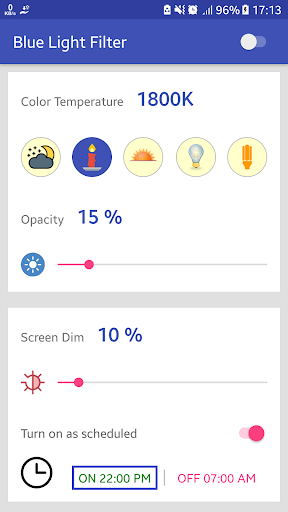 0
KB/s
96% 17:13
Blue Light Filter
Color Temperature 1800K
Opacity 15 %
Screen Dim 10 %
Turn on as scheduled
ON 22:00 PM OFF 07:00 AM